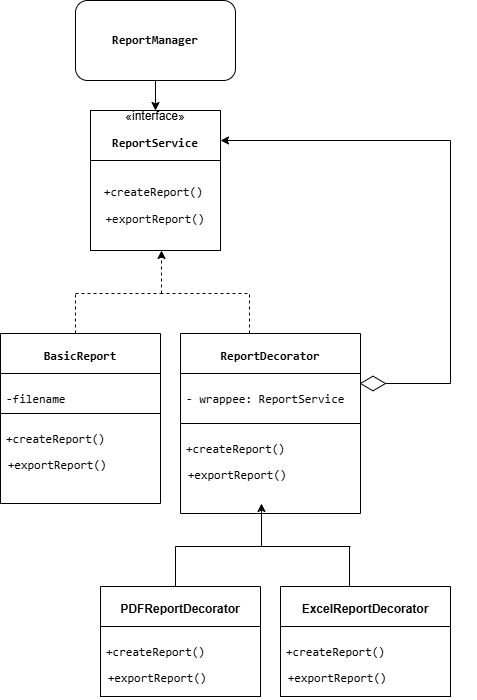 ReportManager
«interface»
ReportService
+createReport()
+exportReport()
BasicReport
-filename
+createReport()
+exportReport()
ReportDecorator
- wrappee: ReportService
+createReport()
+exportReport()
PDFReportDecorator
+createReport()
+exportReport()
ExcelReportDecorator
+createReport()
+exportReport()